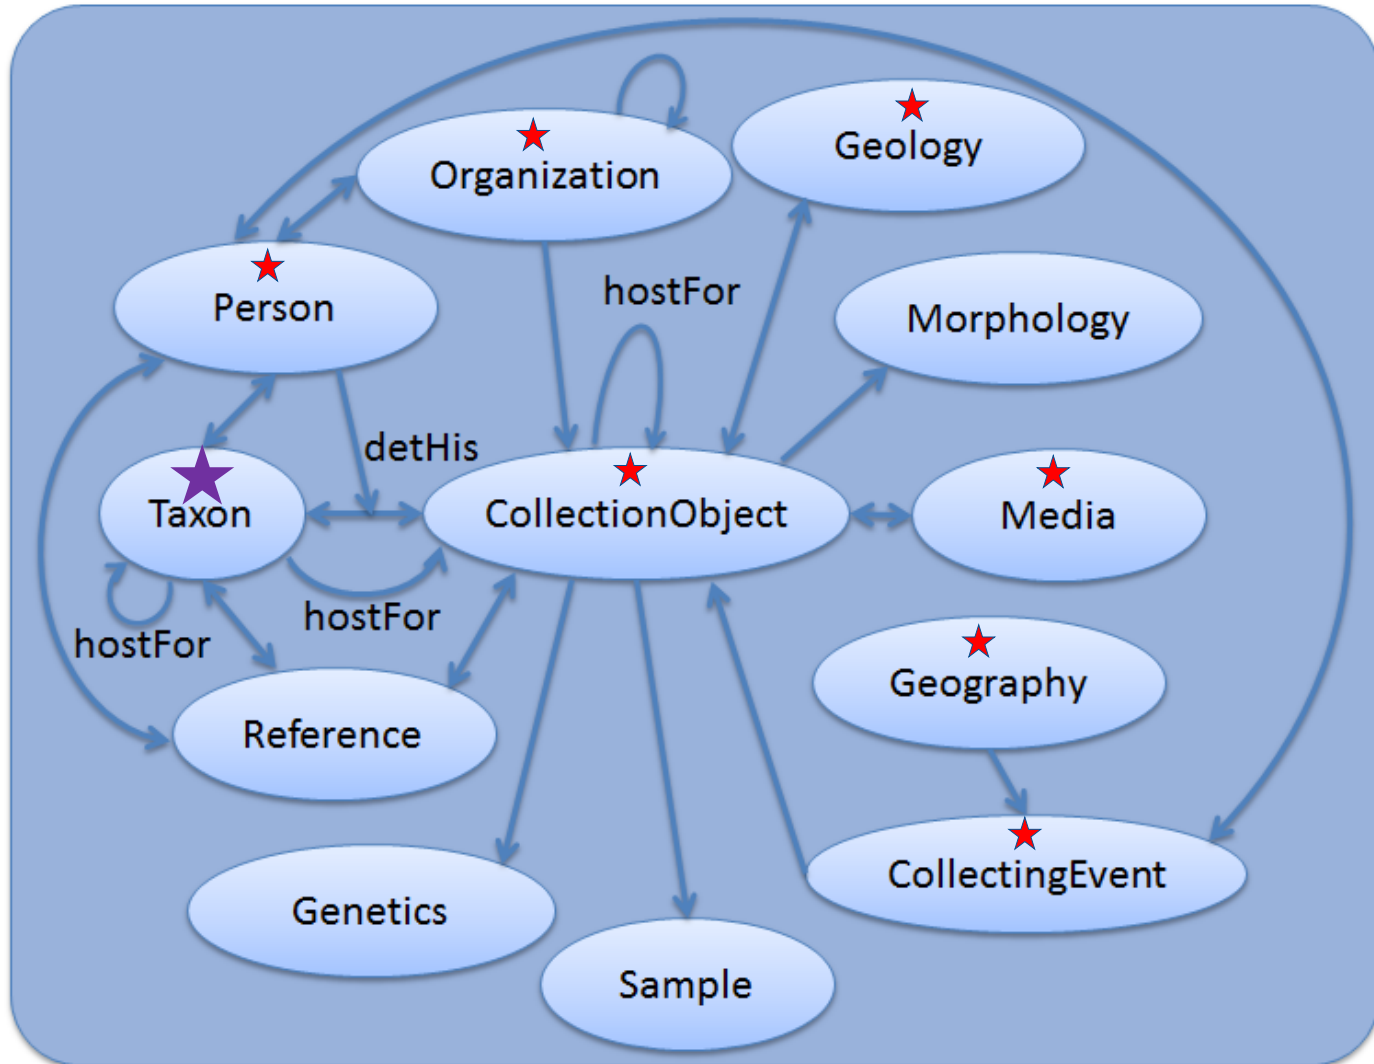 Geology
Organization
hostFor
Person
Morphology
detHis
Taxon
CollectionObject
Media
hostFor
hostFor
Geography
Reference
CollectingEvent
Genetics
Sample